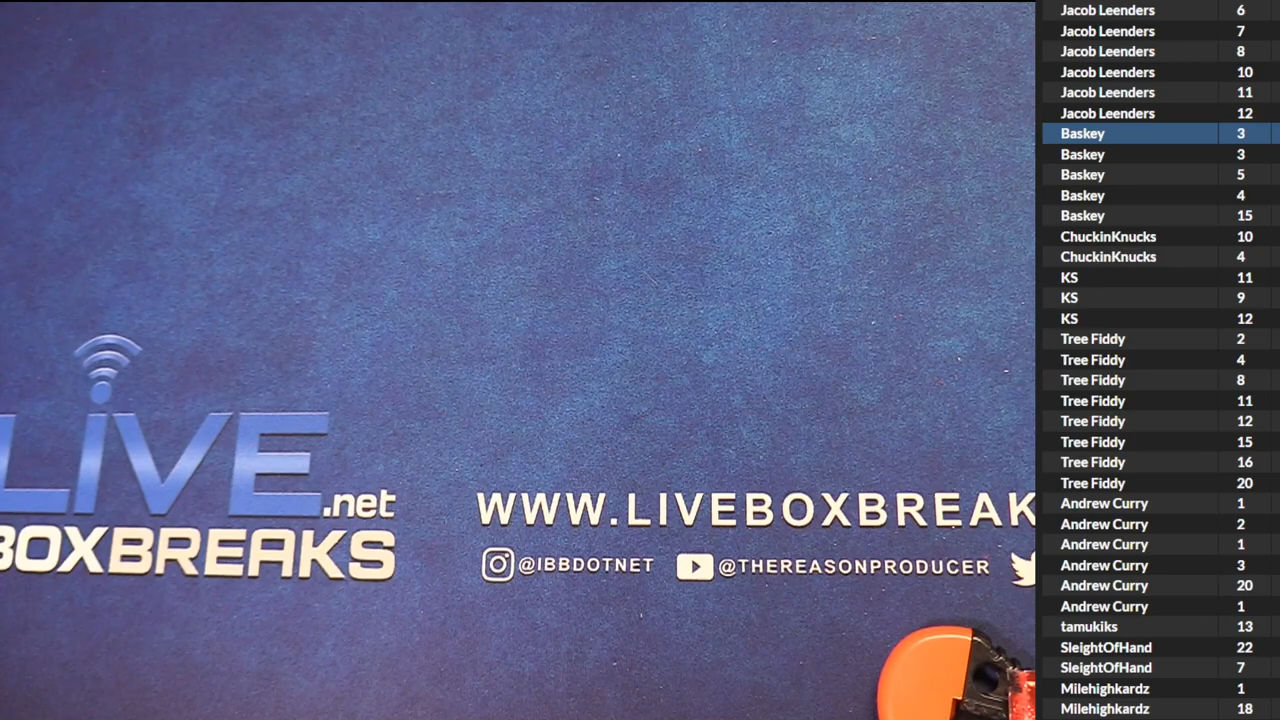 LIVE
.net
BOXBREAKS
WWW.LIVEBOXBREAK
@IBBDOTNET
@THEREASONPRODUCER
Jacob Leenders 6
Jacob Leenders 7
Jacob Leenders 8
Jacob Leenders 10
Jacob Leenders 11
Jacob Leenders 12
Baskey 3
Baskey 3
Baskey 5
Baskey 4
Baskey 15
ChuckinKnucks 10
ChuckinKnucks 4
KS 11
KS 9
KS 12
Tree Fiddy 2
Tree Fiddy 4
Tree Fiddy 8
Tree Fiddy 11
Tree Fiddy 12
Tree Fiddy 15
Tree Fiddy 16
Tree Fiddy 20
Andrew Curry 1
Andrew Curry 2
Andrew Curry 1
Andrew Curry 3
Andrew Curry 20
Andrew Curry 1
tamukiks 13
SleightOfHand 22
SleightOfHand 7
Milehighkardz 1
Milehighkardz 18